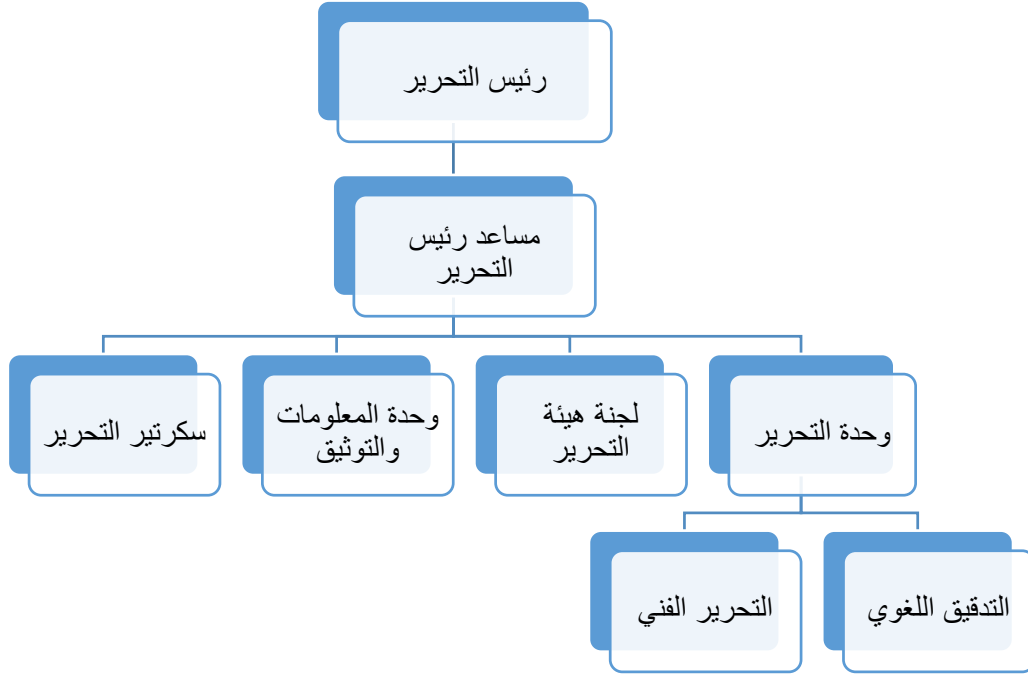 رئيس التحرير
مساعد رئيس
التحرير
وحدة التحرير
لجنة هيئة
التحرير
وحدة المعلومات
والتوثيق
سكرتير التحرير
التدقيق اللغوي
التحرير الفني